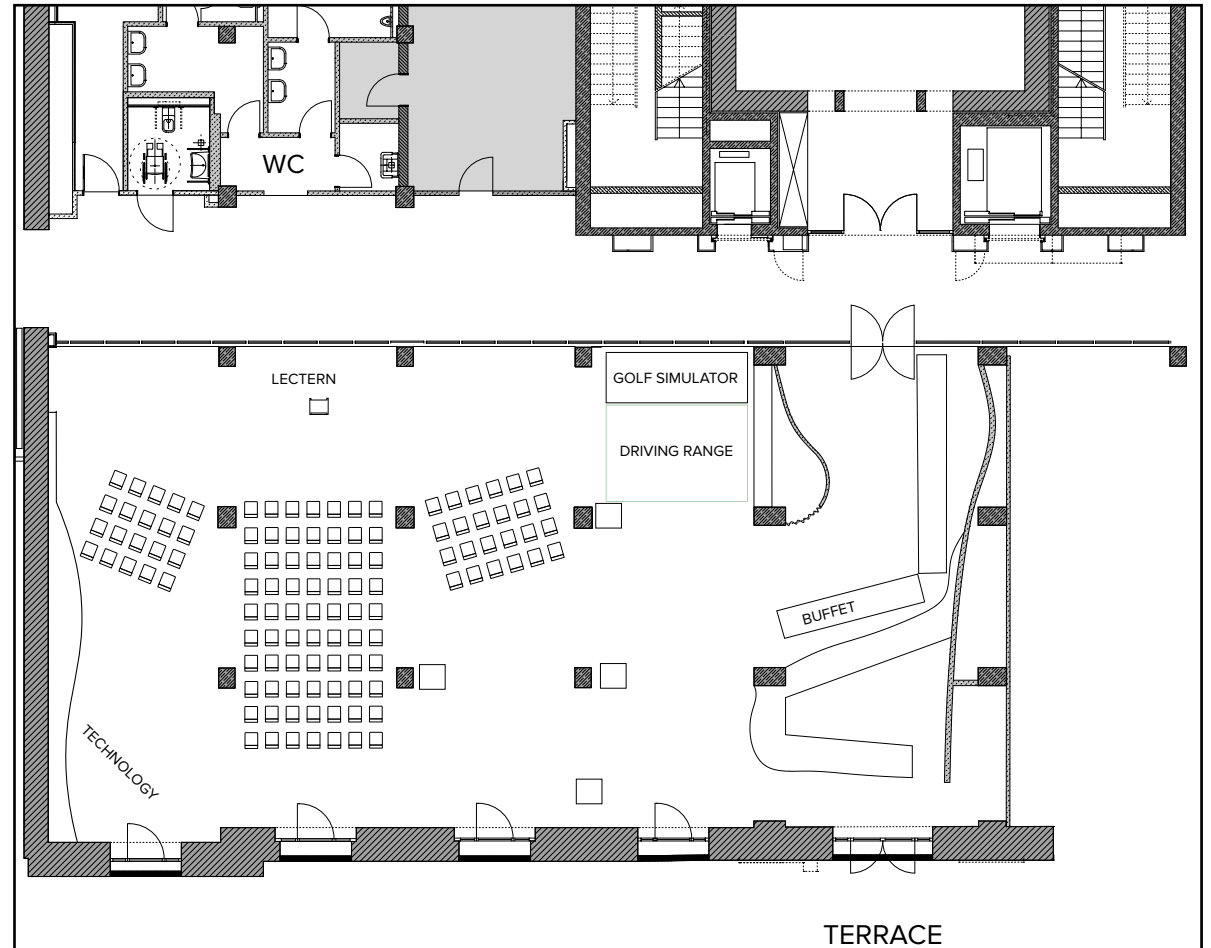 WC
LECTERN
GOLF SIMULATOR
DRIVING RANGE
BUFFET
TECHNOLOGY
TERRACE